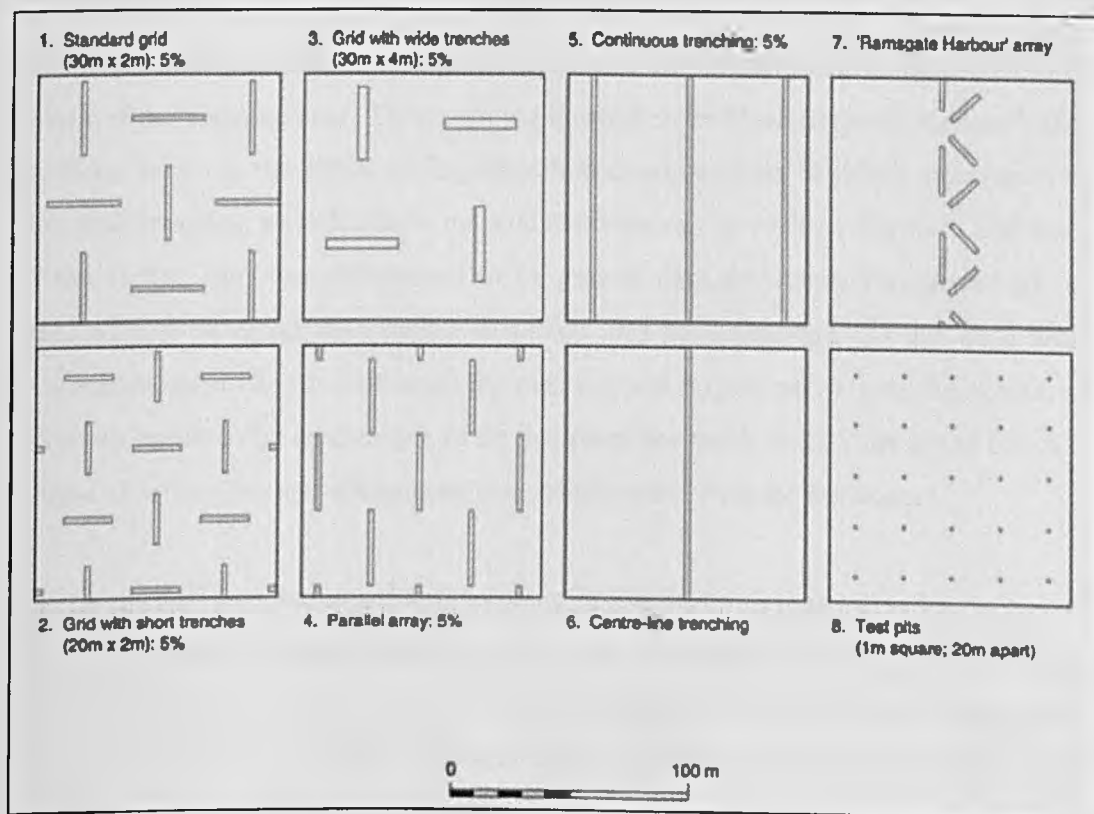 1. Standard grid
(30m x 2m): 5%
3. Grid with wide trenches
(30m x 4m): 5%
5. Continuous trenching: 5%
7. 'Ramsgate Harbour' array
2. Grid with short trenches
(20m x 2m): 5%
4. Parallel array: 5%
6. Centre-line trenching
8. Test pits
(1m square; 20m apart)
0 100 m